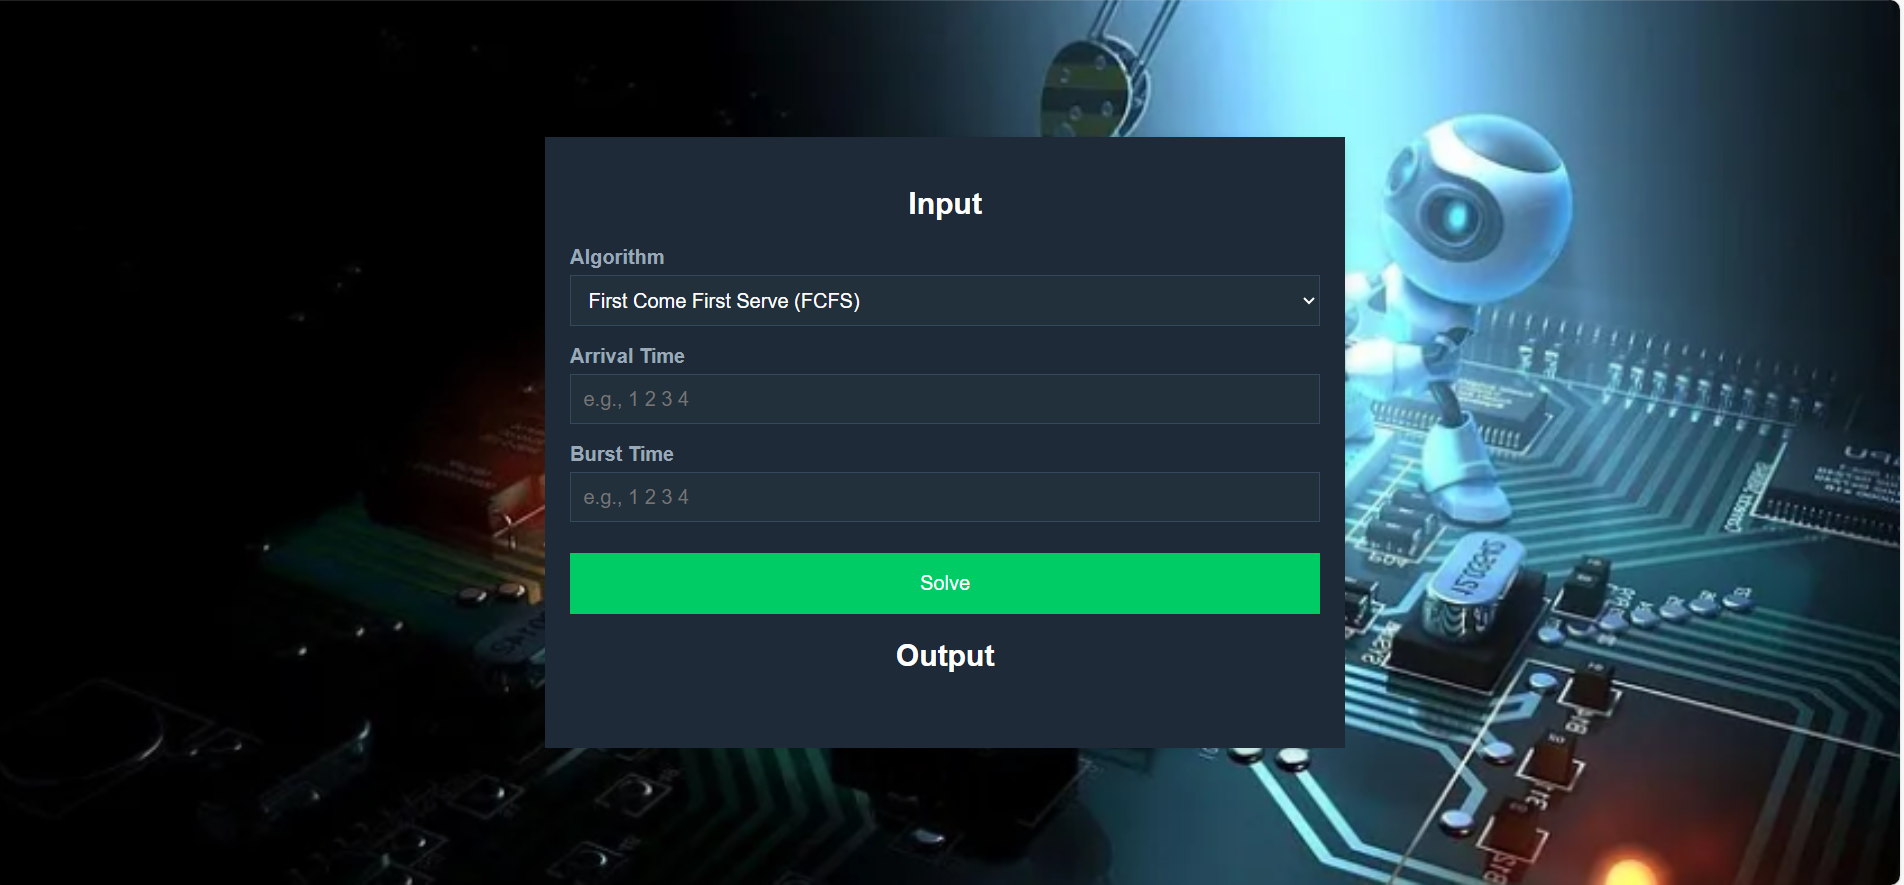 Input
Algorithm
First Come First Serve (FCFS)
Arrival Time
e.g., 1 2 3 4
Burst Time
e.g., 1 2 3 4
Solve
Output